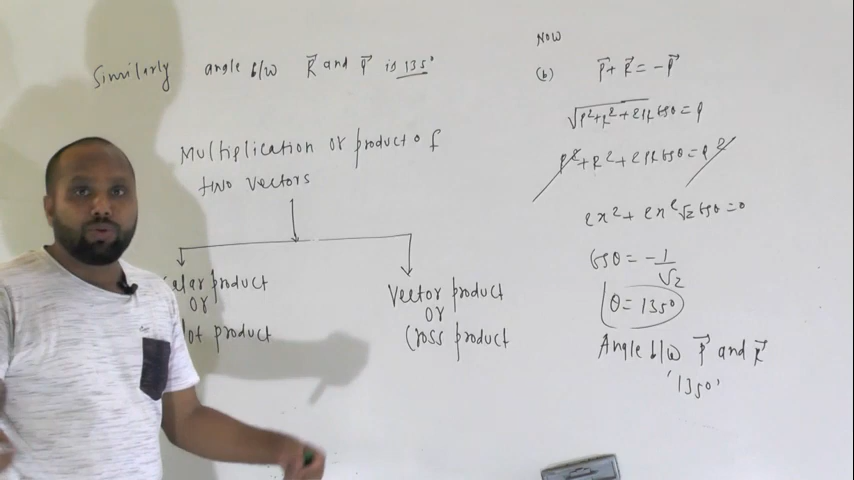 Similarly angle b/w R⃗ and P⃗ is 135°
Multiplication or product of
two vectors
calar product
or
ot product
Vector product
or
Cross product
Now
(b) P⃗ + R⃗ = -P⃗
√P²+R²+2PR cosθ = P
P²+R²+2PR cosθ = P²
2x² + 2x²√2 cosθ = 0
cosθ = -1/√2
θ = 135°
Angle b/w P⃗ and R⃗
'135°'